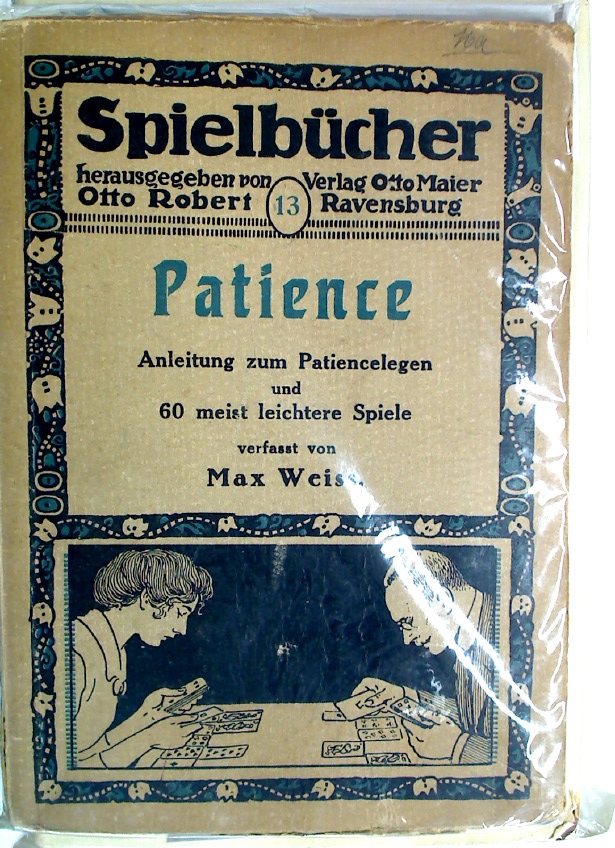 Spielbücher
herausgegeben von Otto Robert
13
Verlag Otto Maier Ravensburg
Patience
Anleitung zum Patiencelegen
und
60 meist leichtere Spiele
verfasst von
Max Weiss.